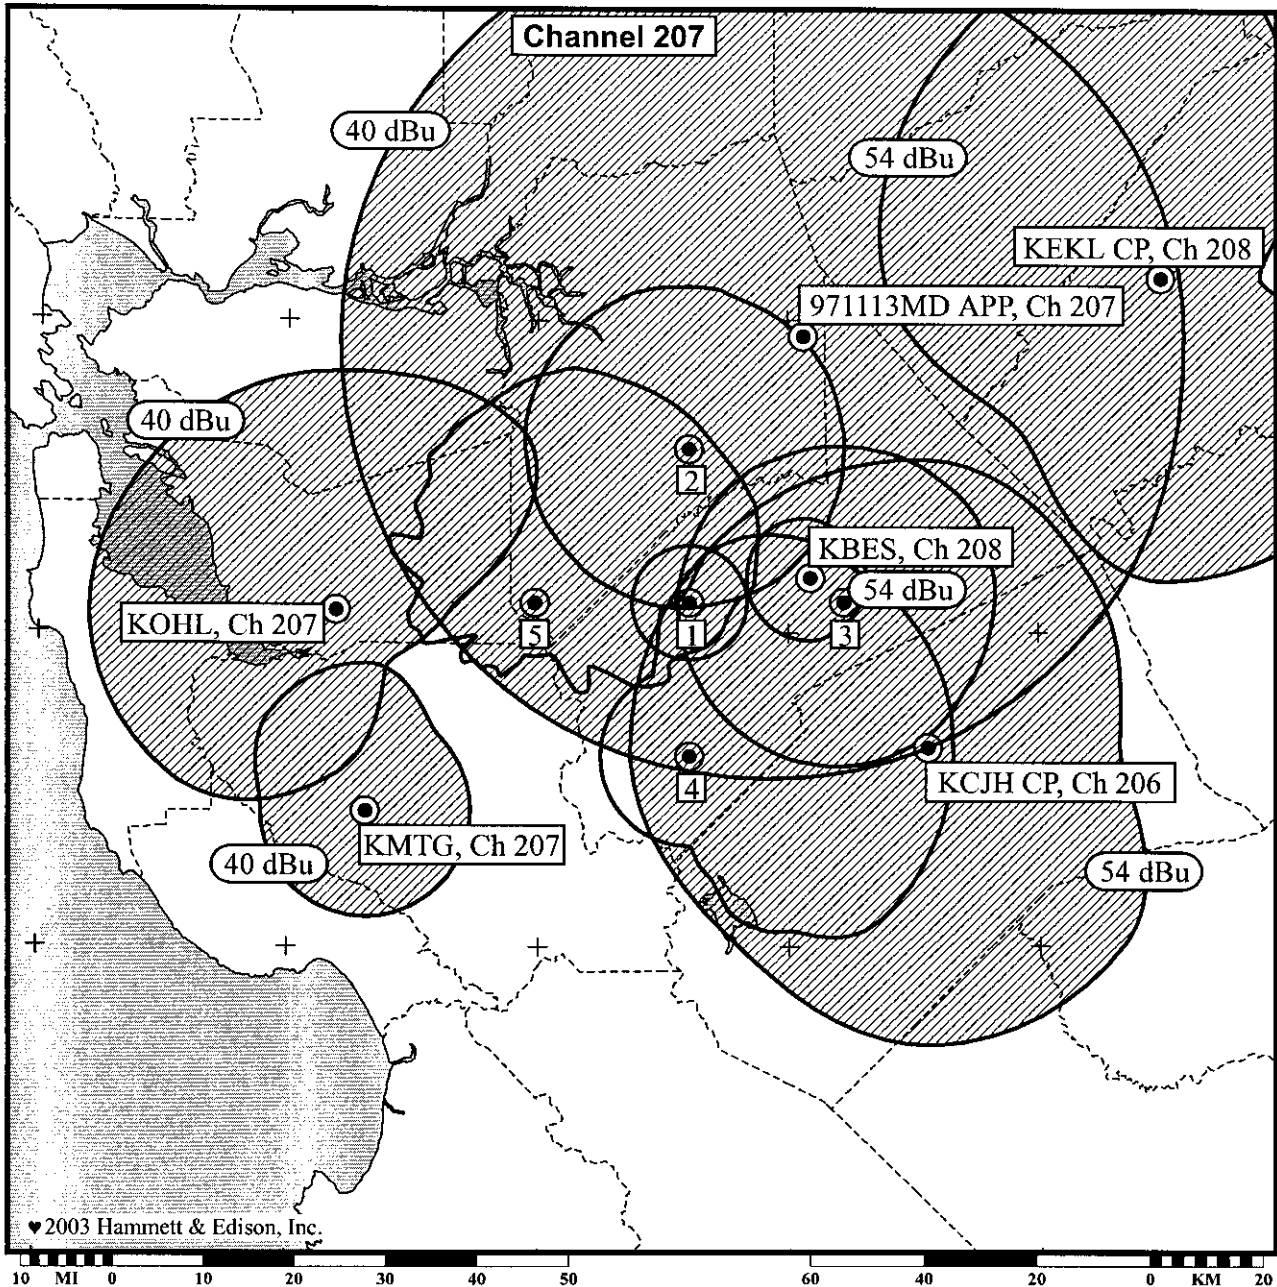 Channel 207
40 dBu
54 dBu
KEKL CP, Ch 208
971113MD APP, Ch 207
40 dBu
2
KBES, Ch 208
54 dBu
KOHL, Ch 207
5
1
3
4
KCJH CP, Ch 206
KMTG, Ch 207
40 dBu
54 dBu
♥2003 Hammett & Edison, Inc.
10 MI 0 10 20 30 40 50 60 40 20 0 KM 20